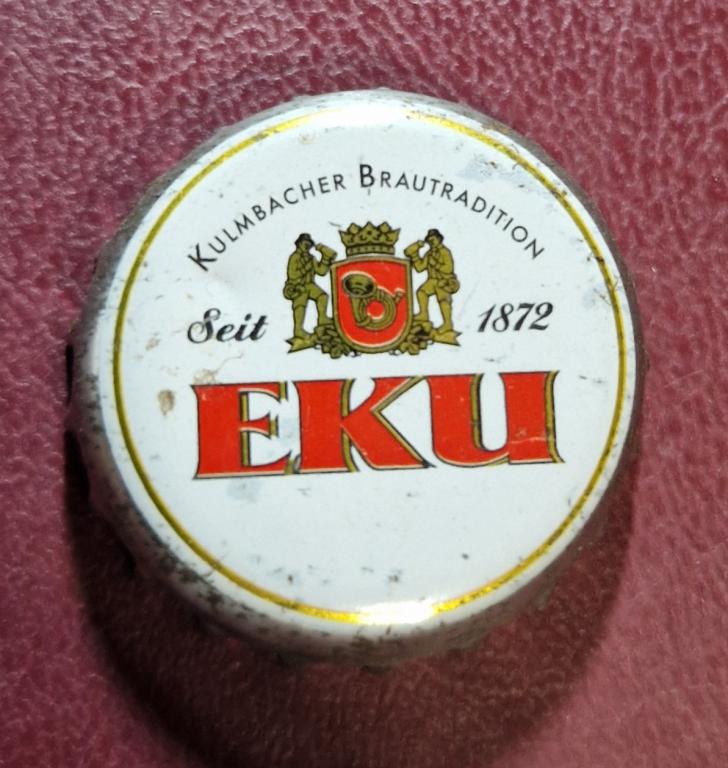 Kulmbacher Brautradition
Seit 1872
EKU